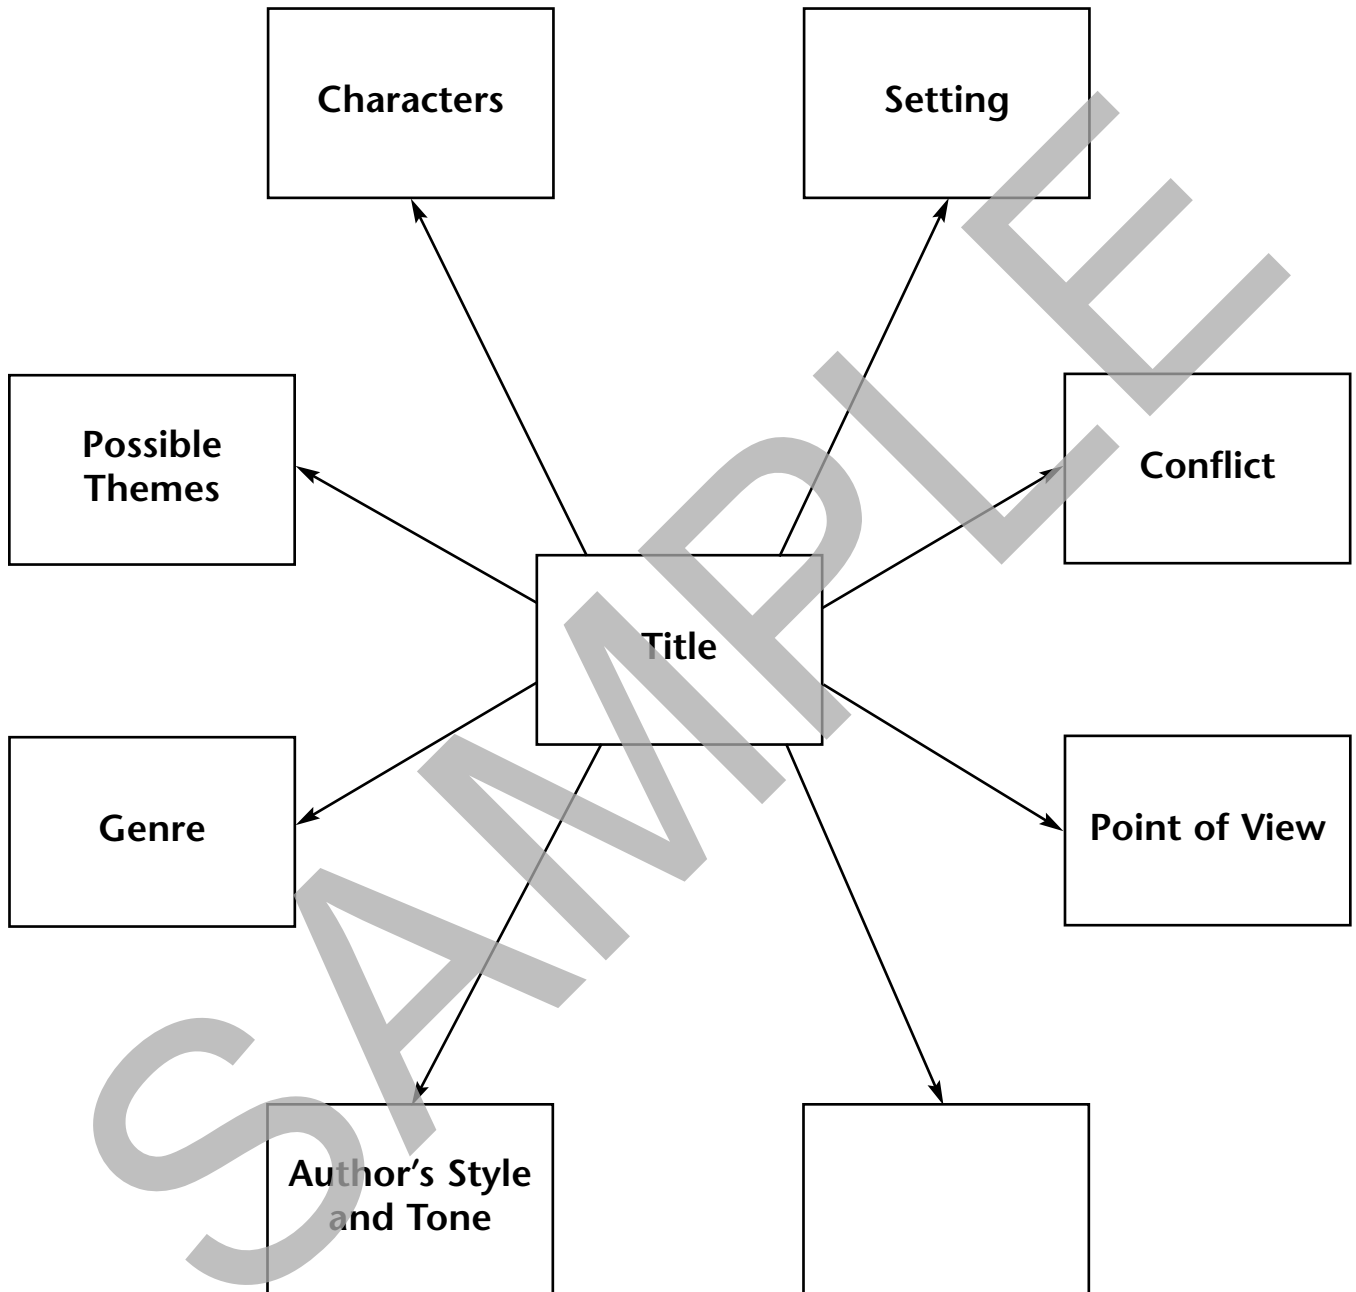 Characters
Setting
Possible
Themes
Conflict
Title
Genre
Point of View
Author's Style
and Tone
SAMPLE